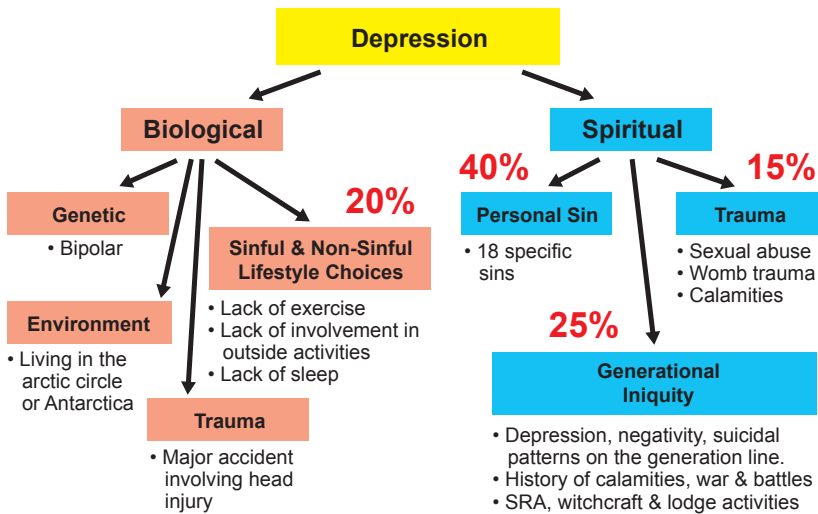 Depression
Biological
Spiritual
Genetic
• Bipolar
Environment
• Living in the
arctic circle
or Antarctica
Trauma
• Major accident
involving head
injury
20%
Sinful & Non-Sinful
Lifestyle Choices
• Lack of exercise
• Lack of involvement in
outside activities
• Lack of sleep
40%
Personal Sin
• 18 specific
sins
25%
Generational
Iniquity
• Depression, negativity, suicidal
patterns on the generation line.
• History of calamities, war & battles
• SRA, witchcraft & lodge activities
15%
Trauma
• Sexual abuse
• Womb trauma
• Calamities